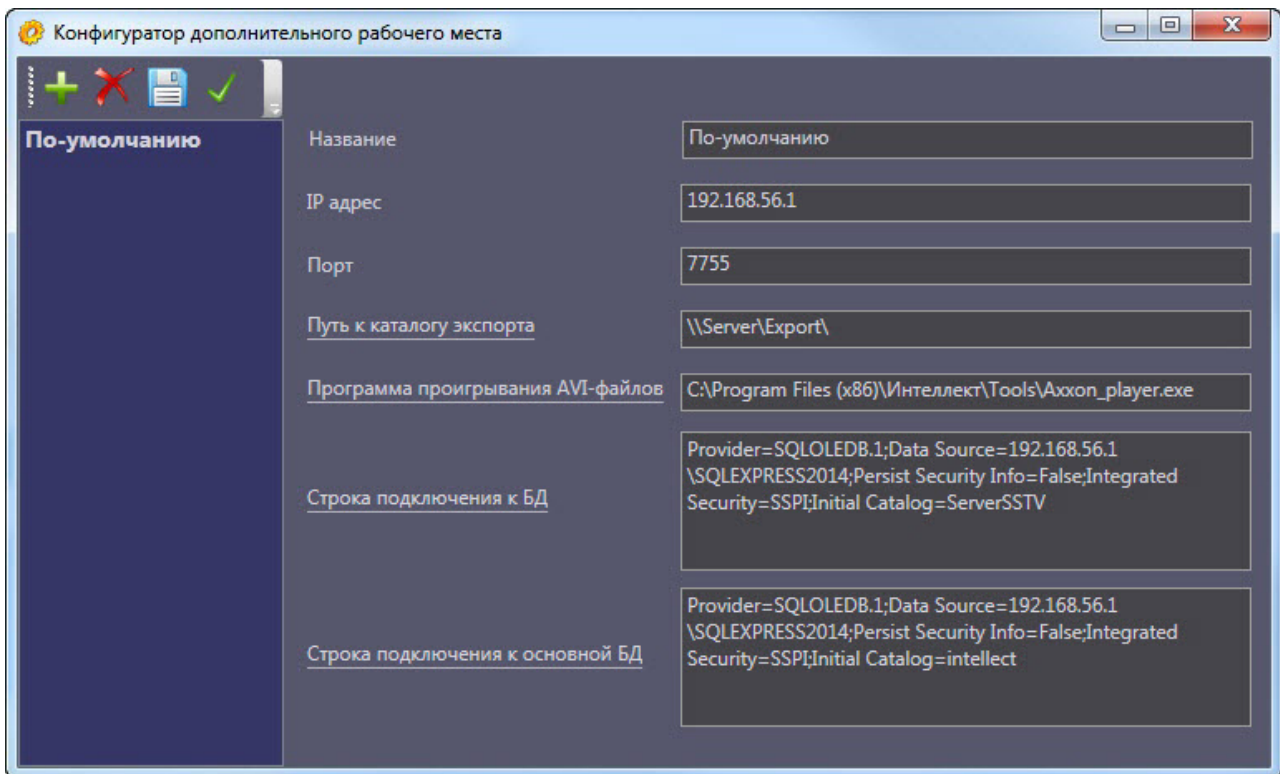 Конфигуратор дополнительного рабочего места
По-умолчанию
Название
По-умолчанию
IP адрес
192.168.56.1
Порт
7755
Путь к каталогу экспорта
\\Server\Export\
Программа проигрывания AVI-файлов
C:\Program Files (x86)\Интеллект\Tools\Axxon_player.exe
Строка подключения к БД
Provider=SQLOLEDB.1;Data Source=192.168.56.1
\SQLEXPRESS2014;Persist Security Info=False;Integrated
Security=SSPI;Initial Catalog=ServerSSTV
Строка подключения к основной БД
Provider=SQLOLEDB.1;Data Source=192.168.56.1
\SQLEXPRESS2014;Persist Security Info=False;Integrated
Security=SSPI;Initial Catalog=intellect